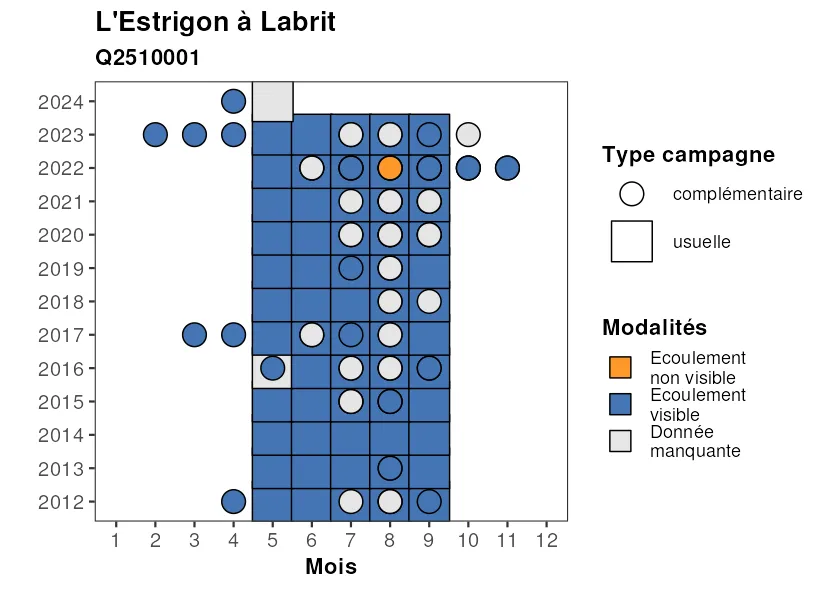 L'Estrigon à Labrit
Q2510001
2024
2023
2022
2021
2020
2019
2018
2017
2016
2015
2014
2013
2012
1 2 3 4 5 6 7 8 9 10 11 12
Mois
Type campagne
complémentaire
usuelle
Modalités
Ecoulement
non visible
Ecoulement
visible
Donnée
manquante